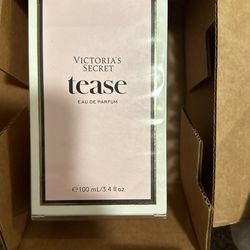 VICTORIA'S
SECRET
tease
EAU DE PARFUM
℮100 mL/3.4 fl oz